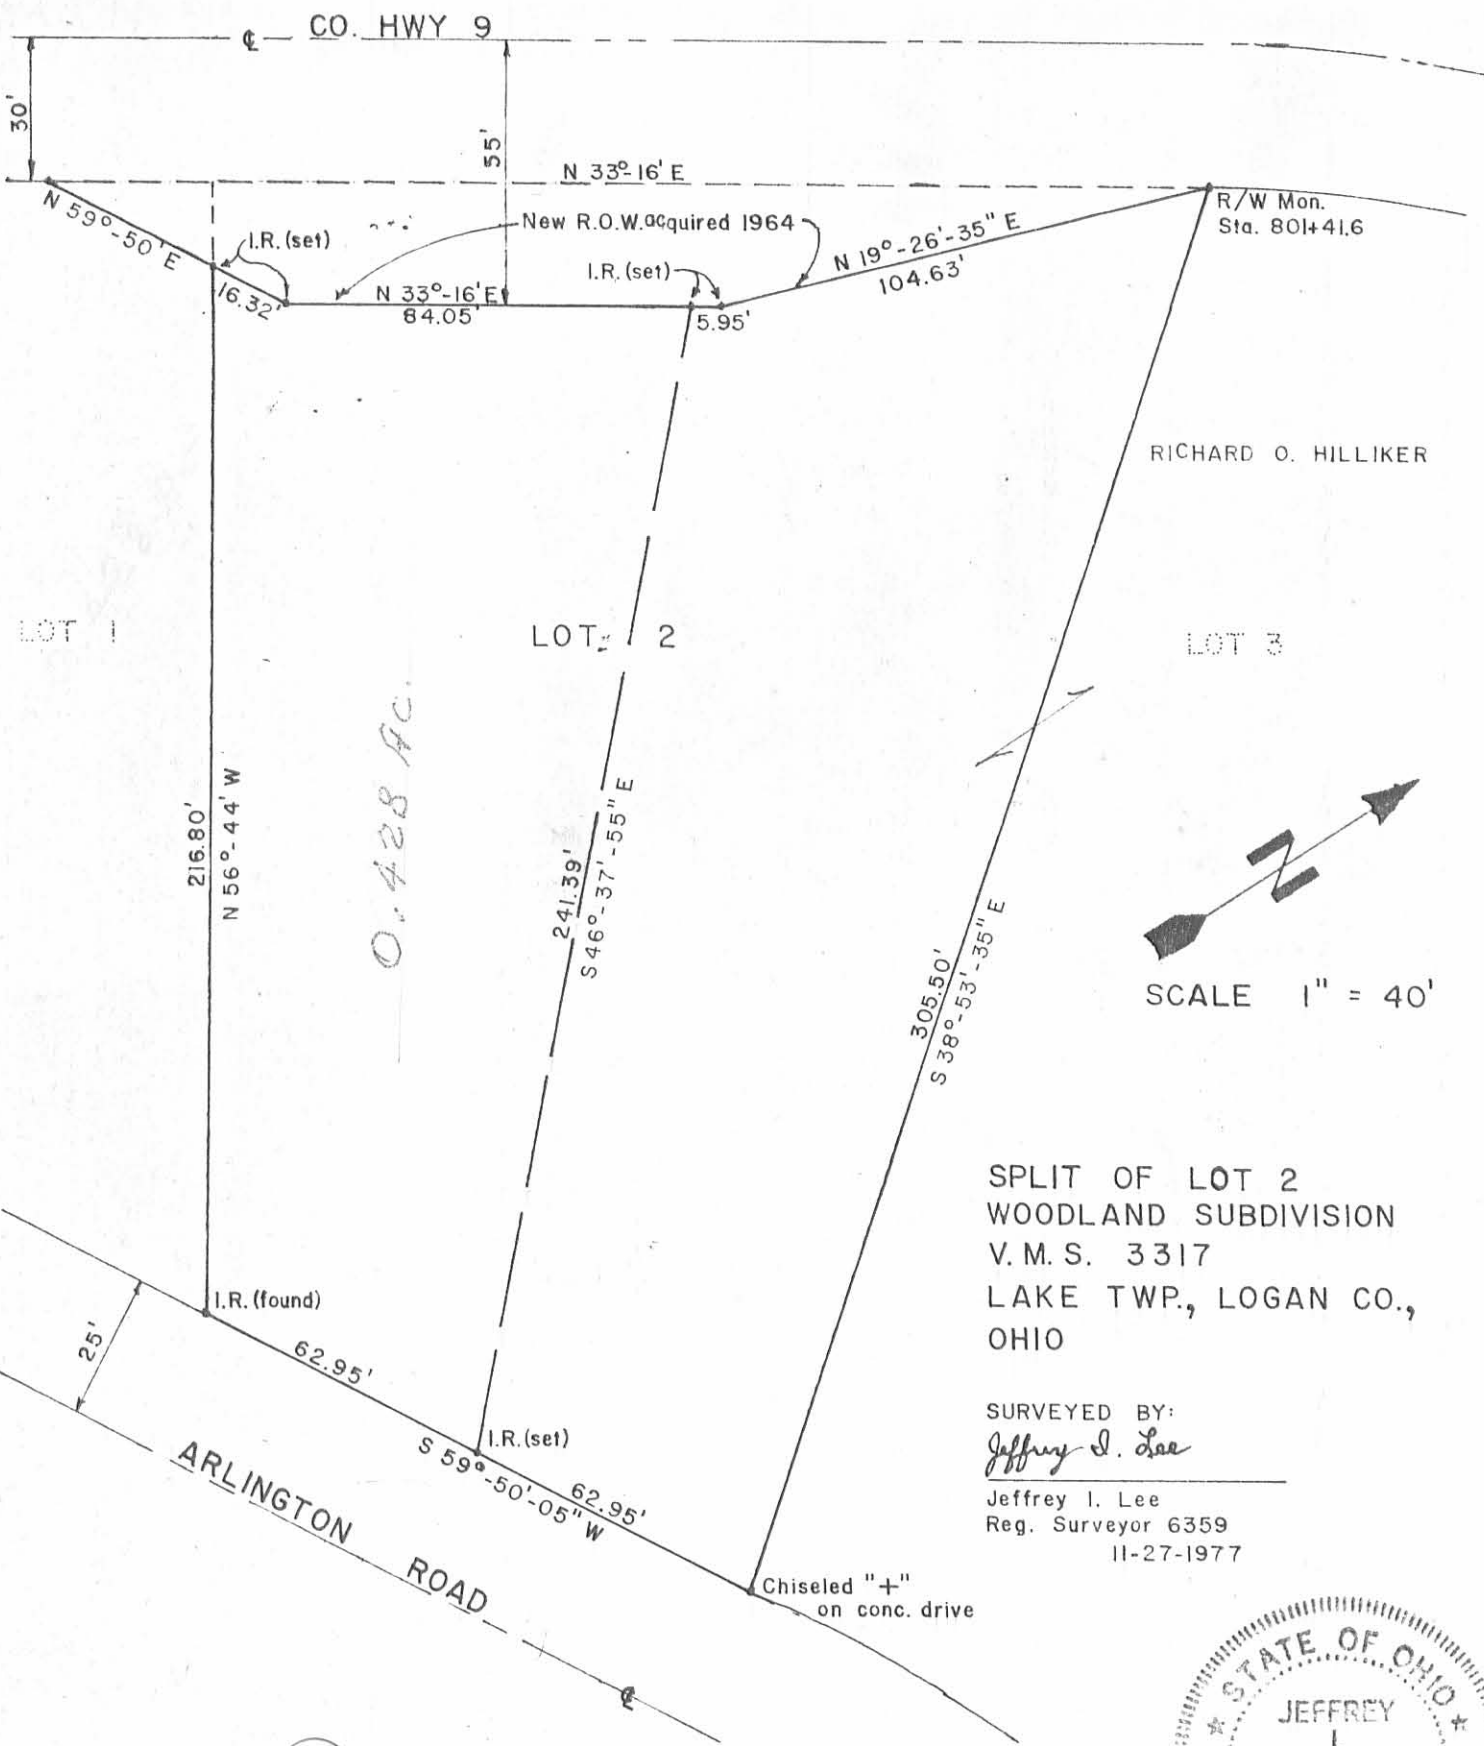 ℄ CO. HWY 9
30'
55'
N 33°-16' E
R/W Mon.
Sta. 801+41.6
N 59°-50' E
New R.O.W. acquired 1964
I.R. (set)
N 19°-26'-35" E
104.63'
I.R. (set)
16.32'
N 33°-16' E
84.05'
5.95'
RICHARD O. HILLIKER
LOT 1
LOT 2
LOT 3
0.428 Ac.
216.80'
N 56°-44' W
241.39'
S 46°-37'-55" E
305.50'
S 38°-53'-35" E
N
SCALE 1" = 40'
SPLIT OF LOT 2
WOODLAND SUBDIVISION
V. M. S. 3317
LAKE TWP., LOGAN CO.,
OHIO
I.R. (found)
25'
62.95'
I.R. (set)
S 59°-50'-05" W
62.95'
SURVEYED BY:
Jeffrey I. Lee
Jeffrey I. Lee
Reg. Surveyor 6359
11-27-1977
ARLINGTON ROAD
℄
Chiseled "+"
on conc. drive
STATE OF OHIO
JEFFREY
I